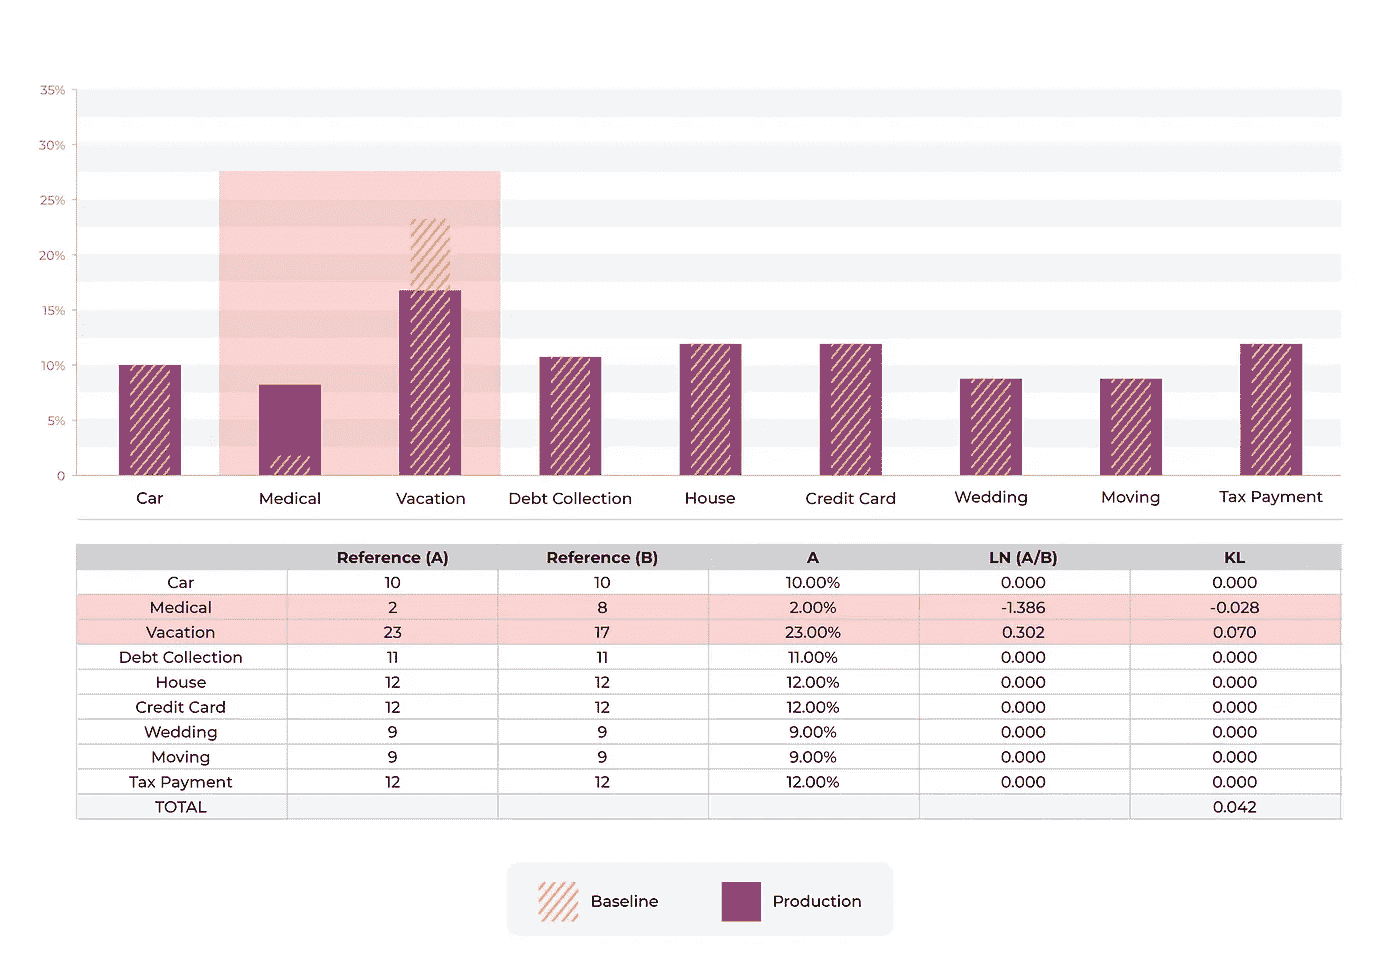 35%
30%
25%
20%
15%
10%
5%
0
Car Medical Vacation Debt Collection House Credit Card Wedding Moving Tax Payment
Reference (A) Reference (B) A LN (A/B) KL
Car 10 10 10.00% 0.000 0.000
Medical 2 8 2.00% -1.386 -0.028
Vacation 23 17 23.00% 0.302 0.070
Debt Collection 11 11 11.00% 0.000 0.000
House 12 12 12.00% 0.000 0.000
Credit Card 12 12 12.00% 0.000 0.000
Wedding 9 9 9.00% 0.000 0.000
Moving 9 9 9.00% 0.000 0.000
Tax Payment 12 12 12.00% 0.000 0.000
TOTAL 0.042
Baseline Production